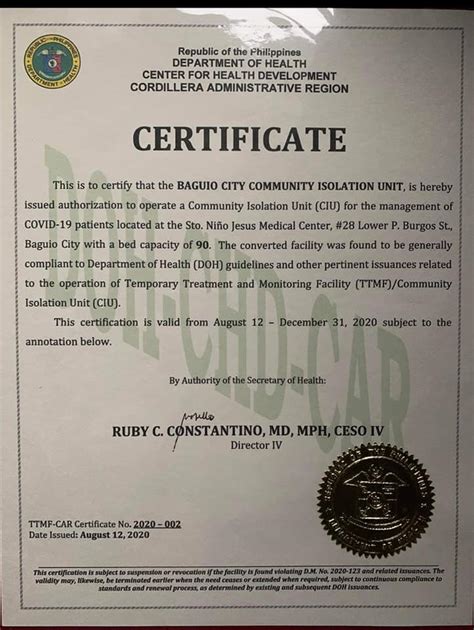 Republic of the Philippines
DEPARTMENT OF HEALTH
CENTER FOR HEALTH DEVELOPMENT
CORDILLERA ADMINISTRATIVE REGION
CERTIFICATE
This is to certify that the BAGUIO CITY COMMUNITY ISOLATION UNIT, is hereby
issued authorization to operate a Community Isolation Unit (CIU) for the management of
COVID-19 patients located at the Sto. Niño Jesus Medical Center, #28 Lower P. Burgos St.,
Baguio City with a bed capacity of 90. The converted facility was found to be generally
compliant to Department of Health (DOH) guidelines and other pertinent issuances related
to the operation of Temporary Treatment and Monitoring Facility (TTMF)/Community
Isolation Unit (CIU).
This certification is valid from August 12 – December 31, 2020 subject to the
annotation below.
DOH-CHD-CAR
By Authority of the Secretary of Health:
RUBY C. CONSTANTINO, MD, MPH, CESO IV
Director IV
TTMF-CAR Certificate No. 2020 -002
Date Issued: August 12, 2020
This certification is subject to suspension or revocation if the facility is found violating D.M. No. 2020-123 and related issuances. The
validity may, likewise, be terminated earlier when the need ceases or extended when required, subject to continuous compliance to
standards and renewal process, as determined by existing and subsequent DOH issuances.